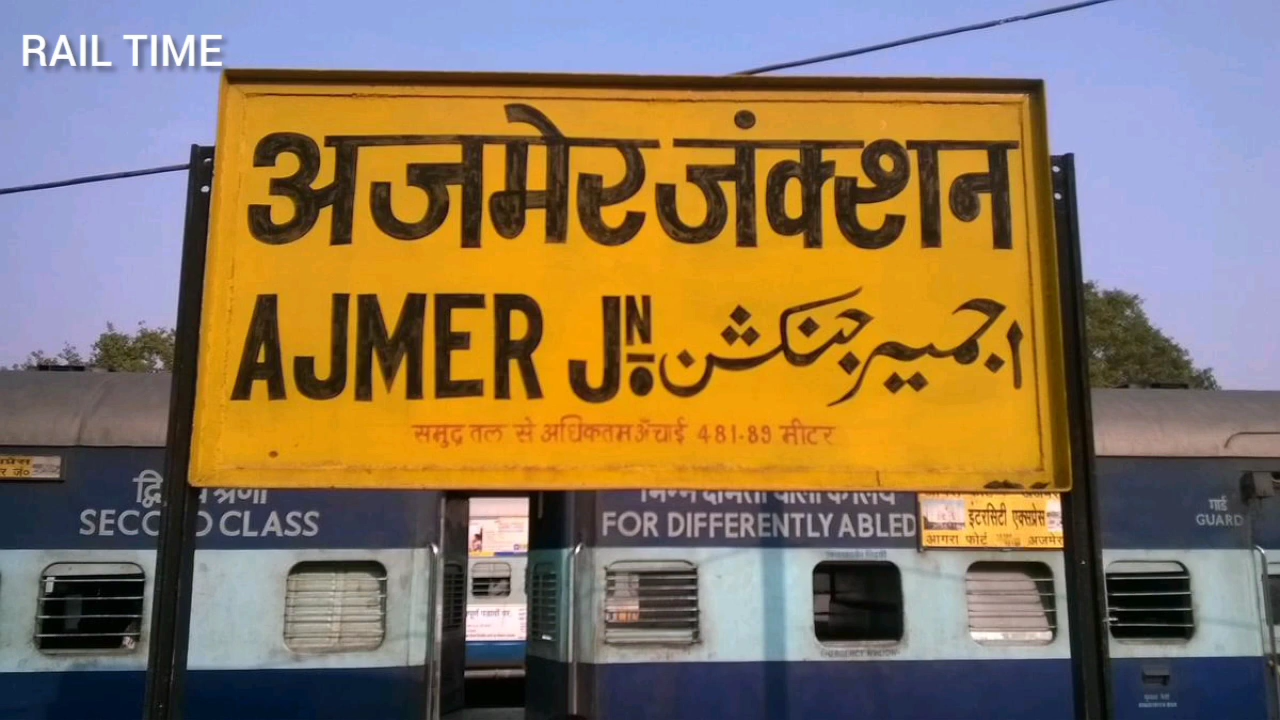 RAIL TIME
अजमेर जंक्शन
AJMER JN. اجمیر جنکشن
समुद्र तल से अधिकतम ऊँचाई 481.89 मीटर
SECOND CLASS
FOR DIFFERENTLY ABLED
इंटरसिटी एक्सप्रेस
आगरा फोर्ट अजमेर
गार्ड
GUARD